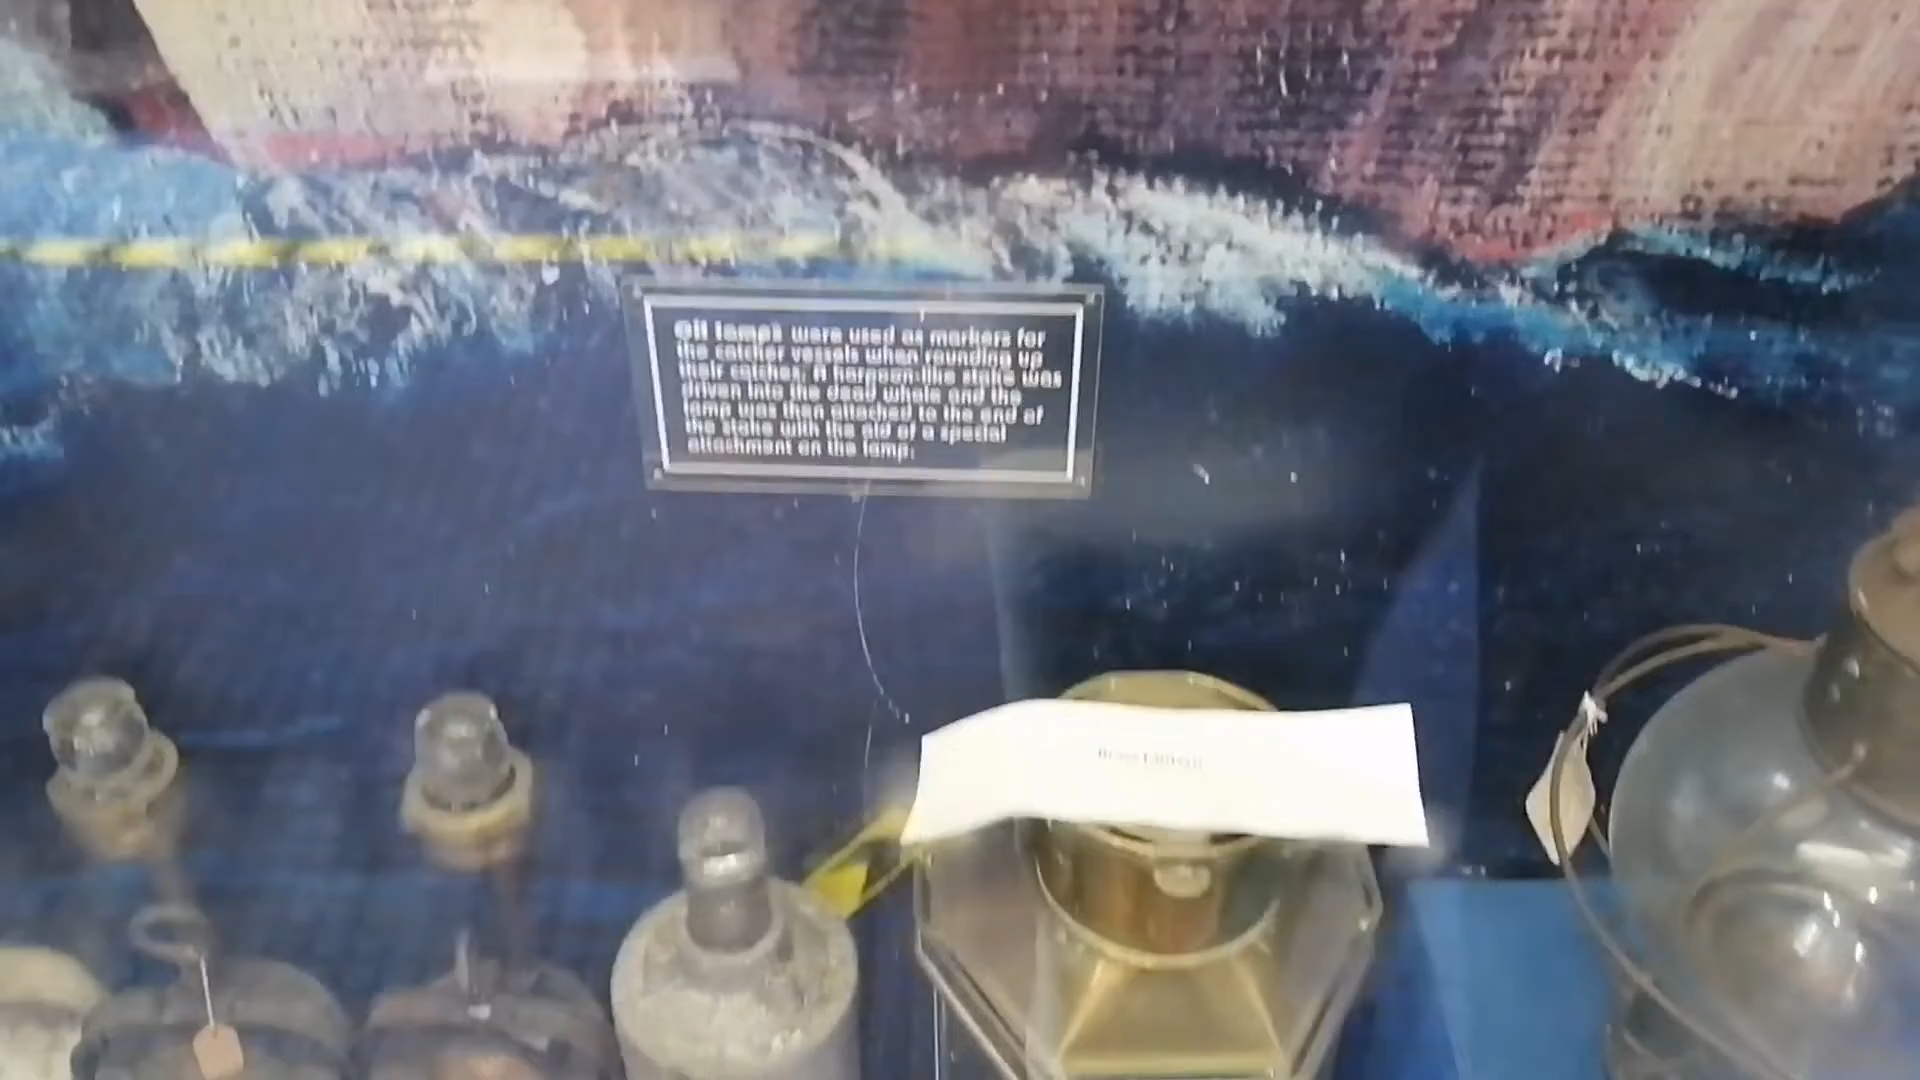 Oil lamps were used as markers for
the catcher vessels when rounding up
their catches. A harpoon-like stake was
driven into the dead whale and the
lamp was then attached to the end of
the stake with the aid of a special
attachment on the lamp.
Brass Lantern